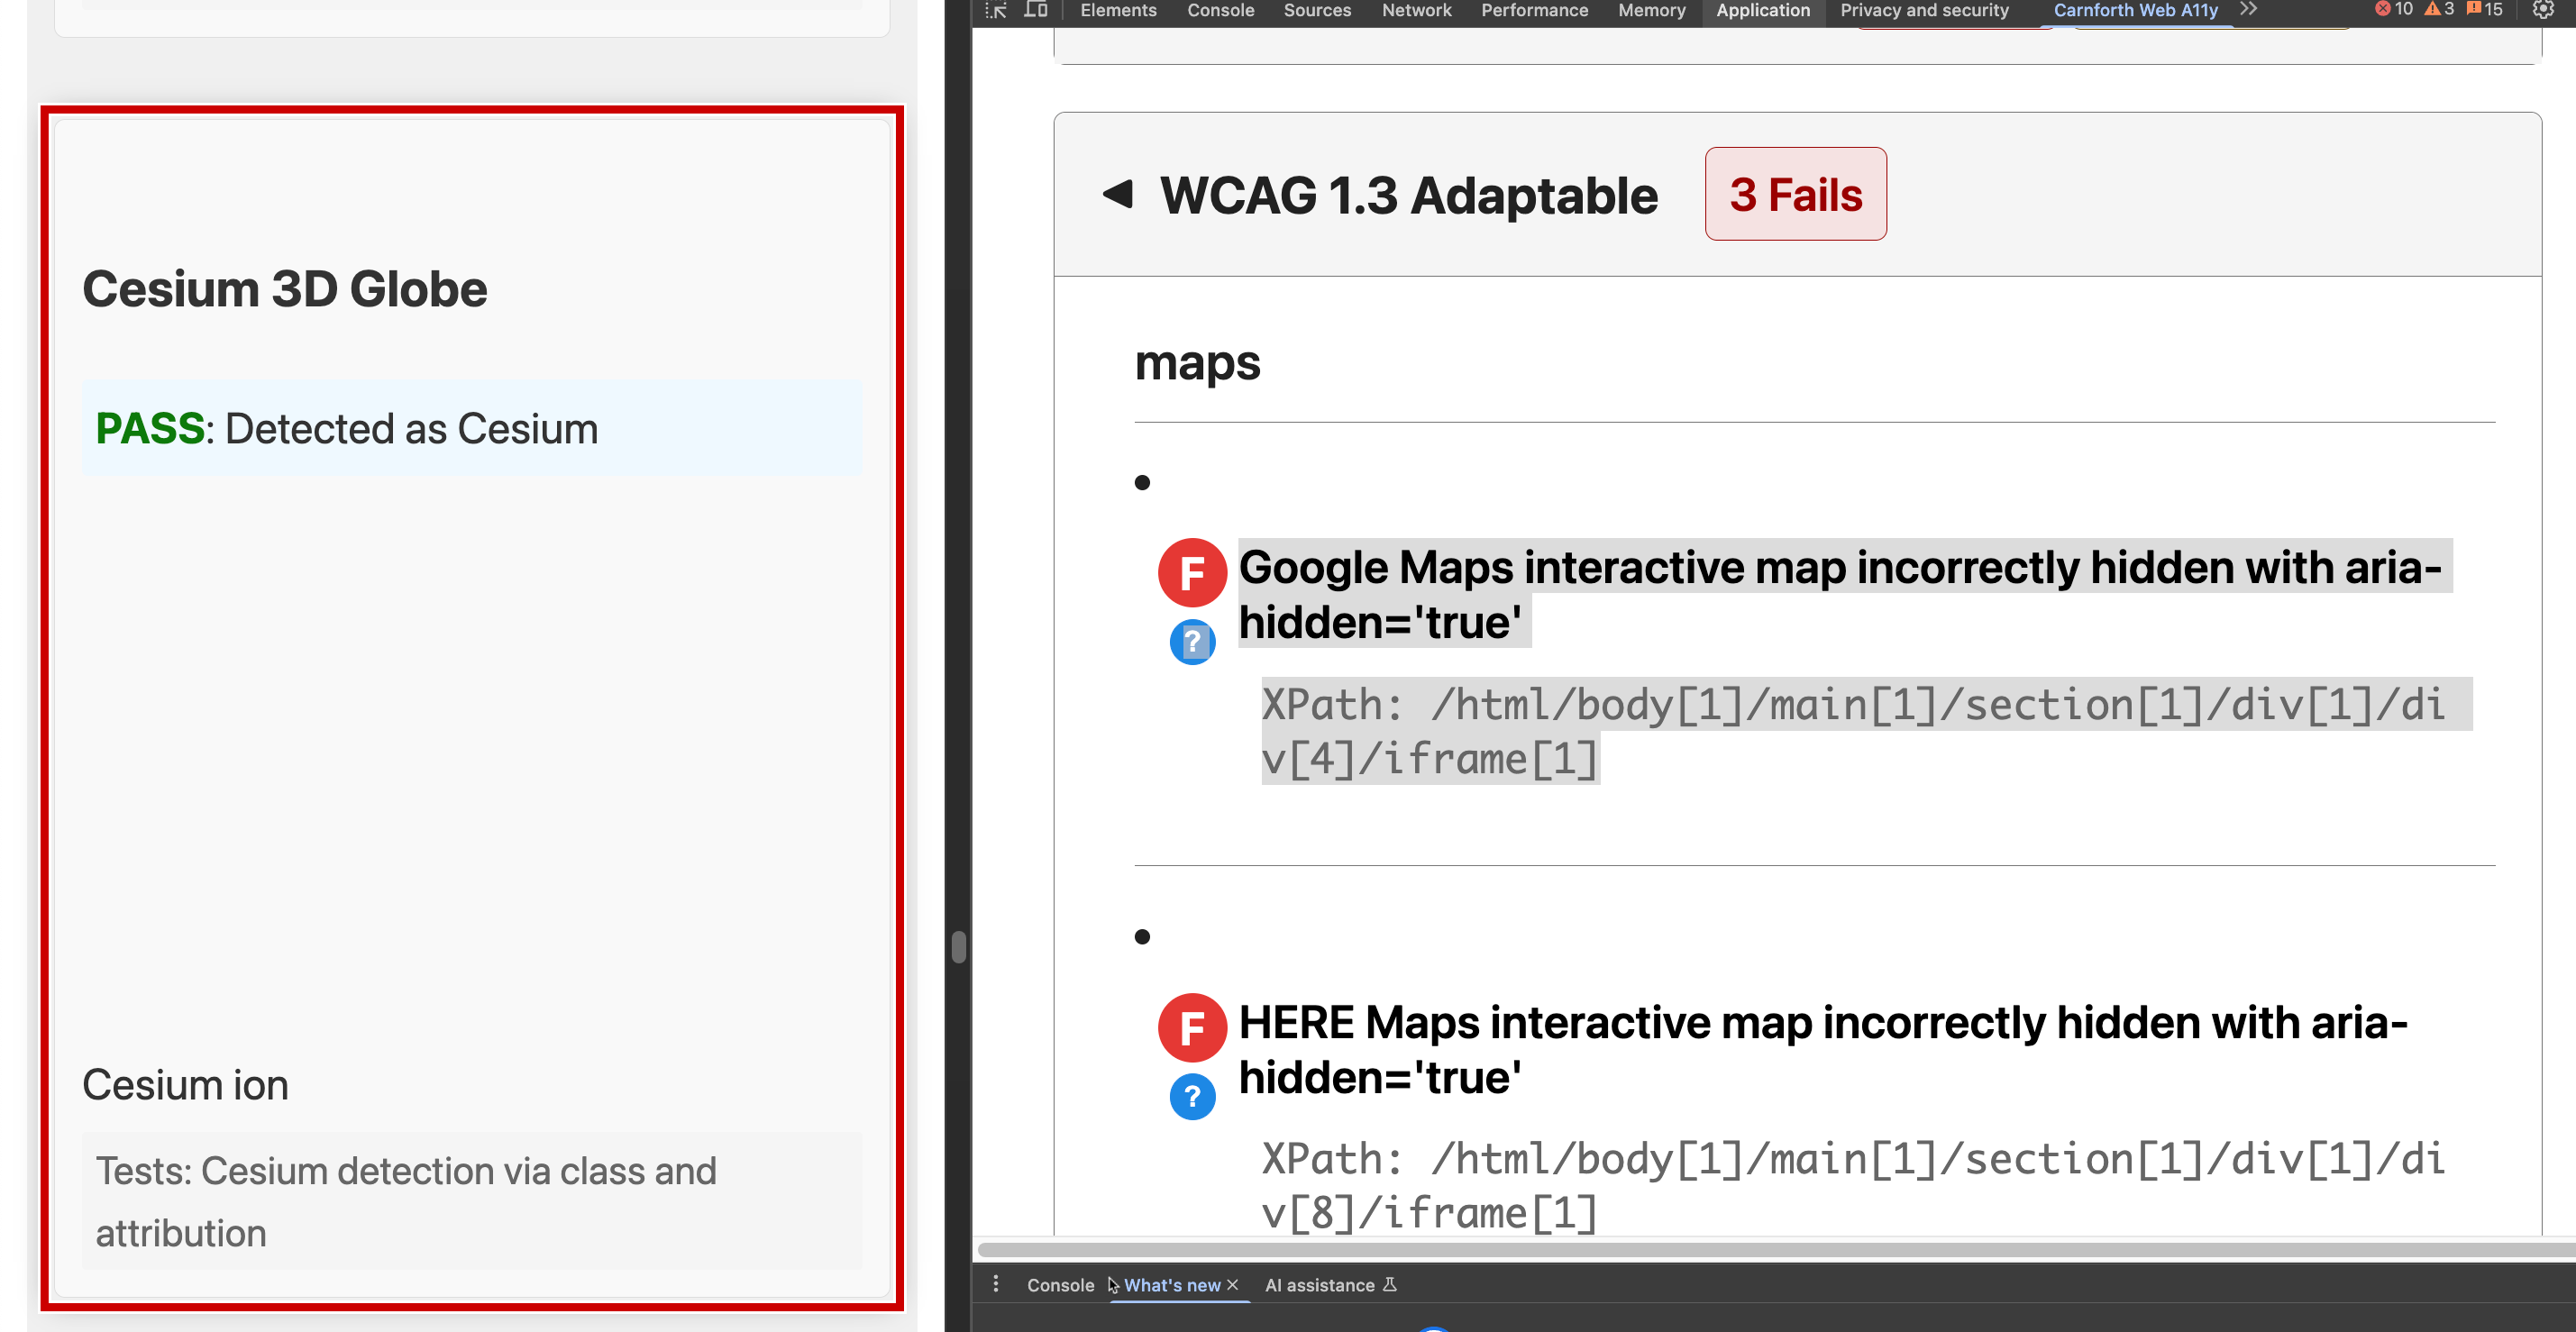 Elements Console Sources Network Performance Memory Application Privacy and security Carnforth Web A11y 10 3 15
Cesium 3D Globe
PASS: Detected as Cesium
Cesium ion
Tests: Cesium detection via class and
attribution
WCAG 1.3 Adaptable
3 Fails
maps
F
Google Maps interactive map incorrectly hidden with aria-
hidden='true'
?
XPath: /html/body[1]/main[1]/section[1]/div[1]/di
v[4]/iframe[1]
F
HERE Maps interactive map incorrectly hidden with aria-
hidden='true'
?
XPath: /html/body[1]/main[1]/section[1]/div[1]/di
v[8]/iframe[1]
Console What's new AI assistance